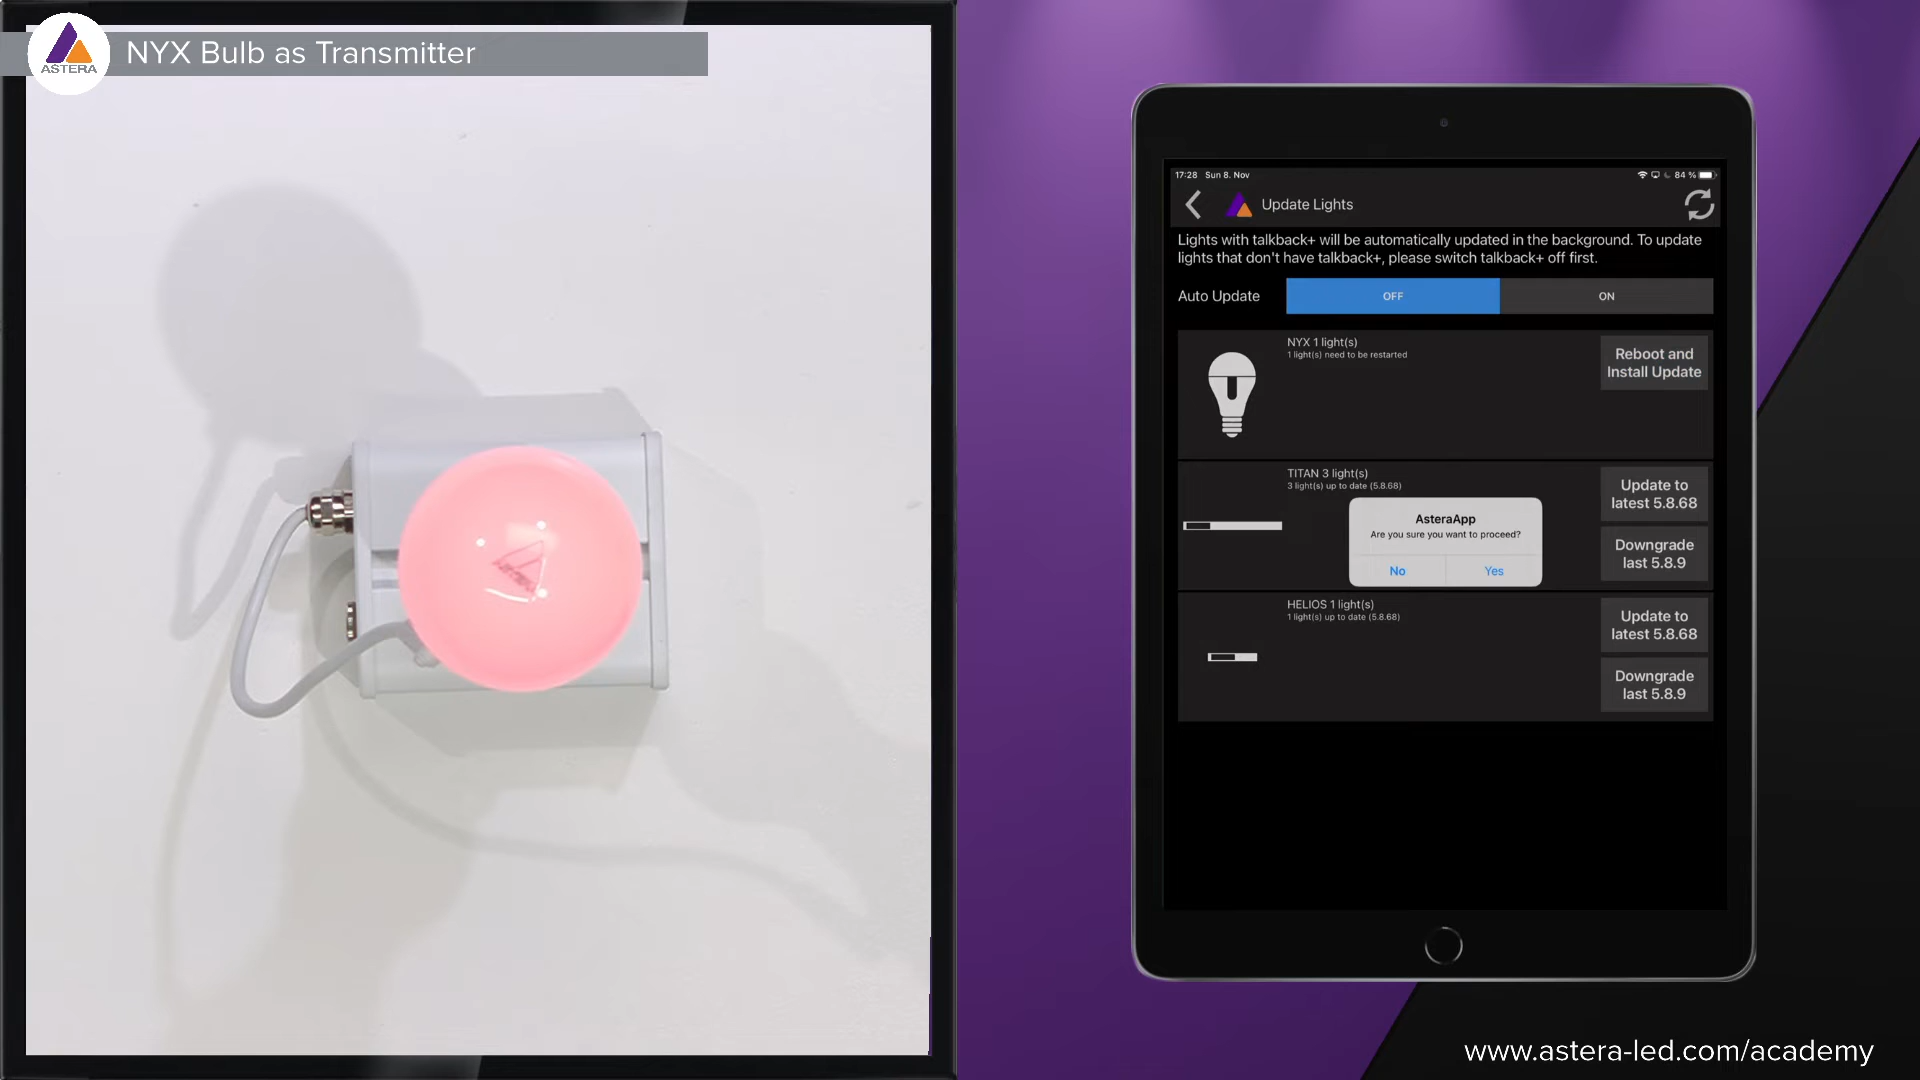 ASTERA
NYX Bulb as Transmitter
17:28 Sun 8. Nov
84 %
Update Lights
Lights with talkback+ will be automatically updated in the background. To update
lights that don't have talkback+, please switch talkback+ off first.
Auto Update
OFF
ON
NYX 1 light(s)
1 light(s) need to be restarted
Reboot and
Install Update
TITAN 3 light(s)
3 light(s) up to date (5.8.68)
Update to
latest 5.8.68
Downgrade
last 5.8.9
AsteraApp
Are you sure you want to proceed?
No
Yes
HELIOS 1 light(s)
1 light(s) up to date (5.8.68)
Update to
latest 5.8.68
Downgrade
last 5.8.9
www.astera-led.com/academy